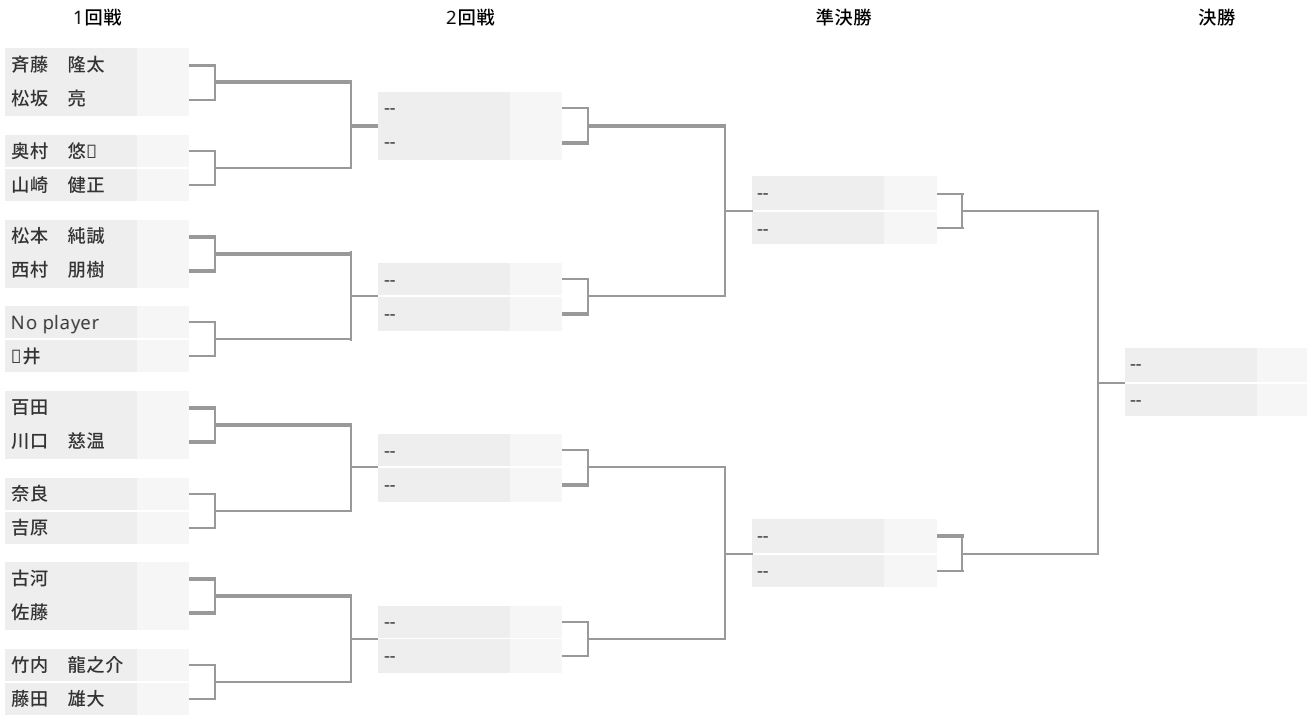 1回戦
2回戦
準決勝
決勝
斉藤　隆太
松坂　亮
奥村　悠▯
山崎　健正
松本　純誠
西村　朋樹
No player
▯井
百田
川口　慈温
奈良
吉原
古河
佐藤
竹内　龍之介
藤田　雄大
--
--
--
--
--
--
--
--
--
--
--
--
--
--